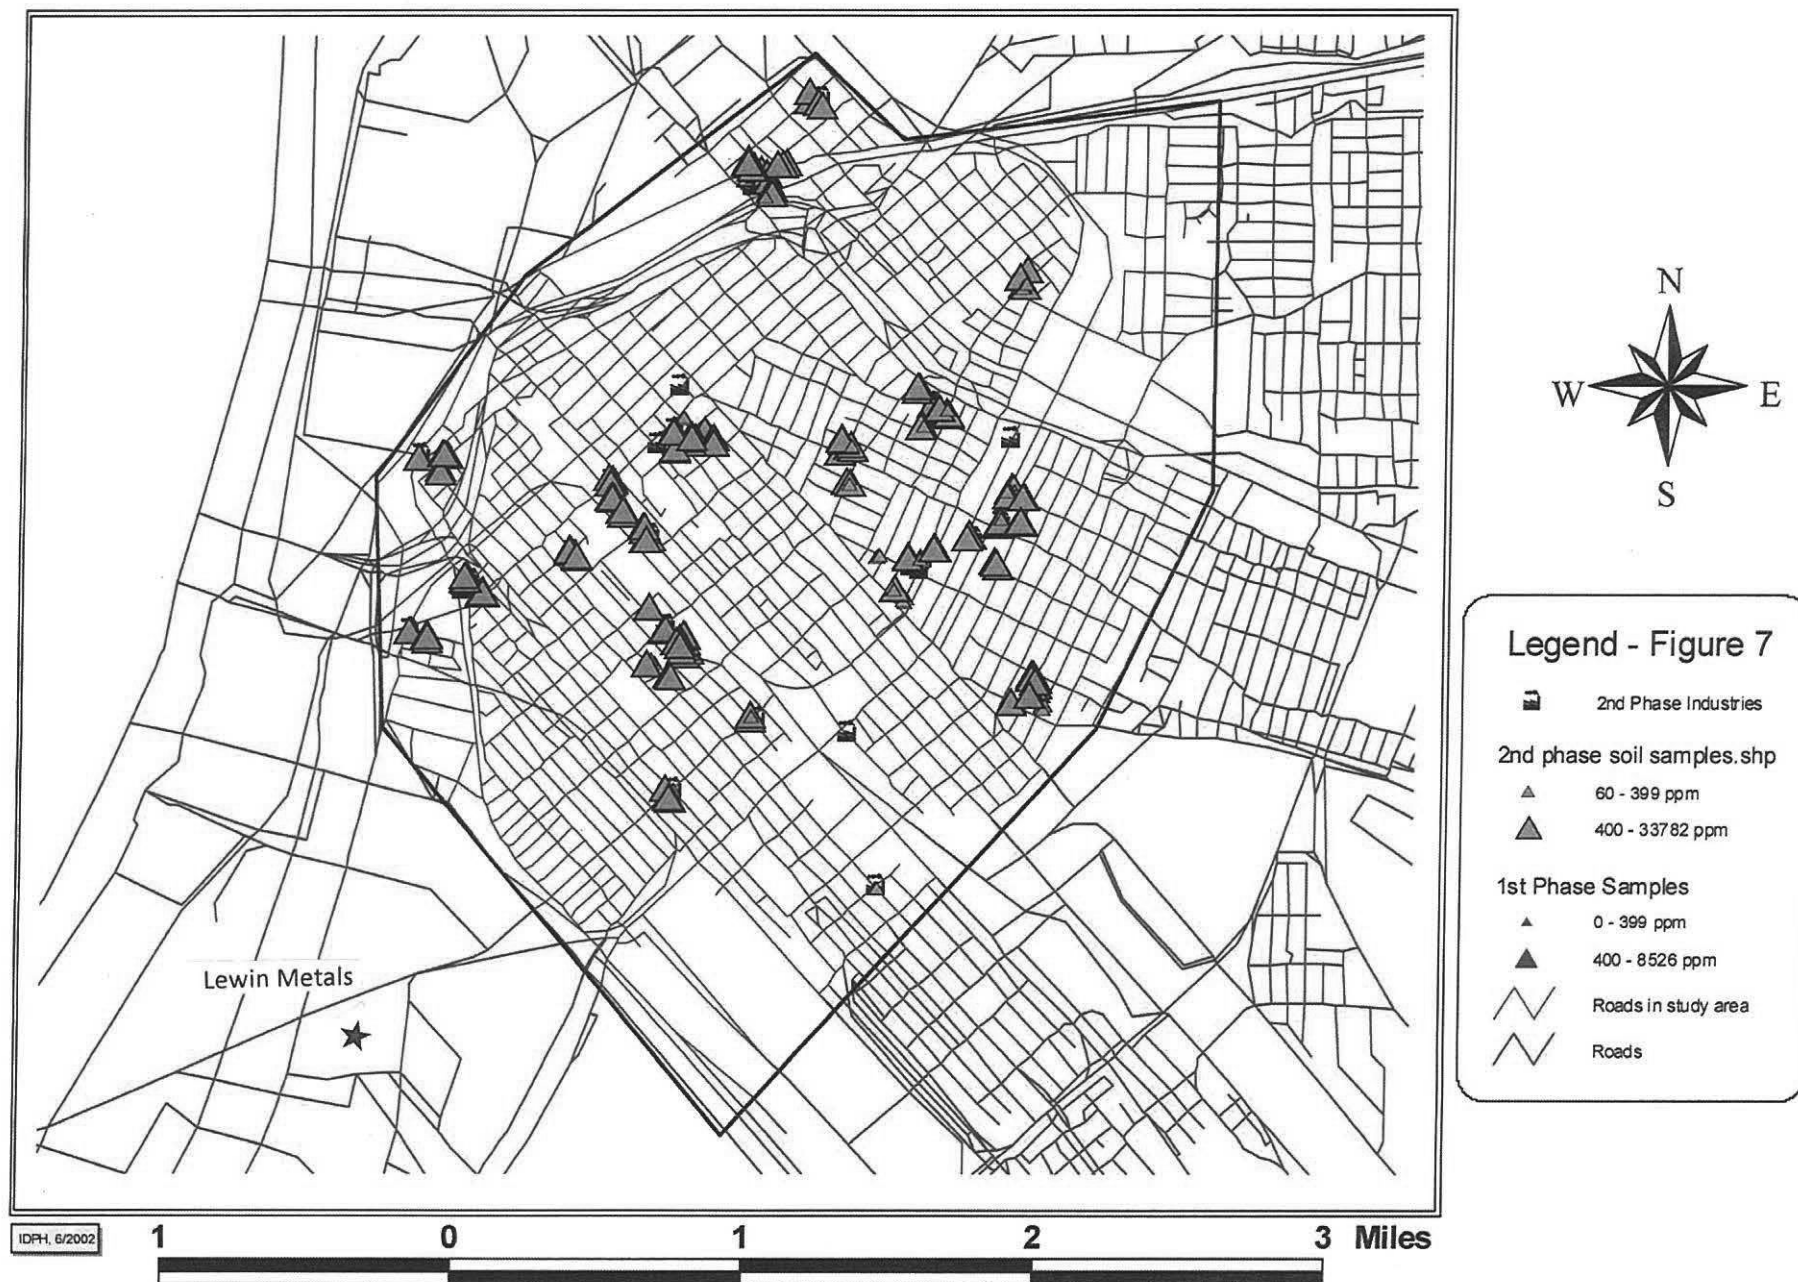 N
W E
S
Legend - Figure 7
2nd Phase Industries
2nd phase soil samples.shp
60 - 399 ppm
400 - 33782 ppm
1st Phase Samples
0 - 399 ppm
400 - 8526 ppm
Roads in study area
Roads
Lewin Metals
IDPH, 6/2002
1 0 1 2 3 Miles